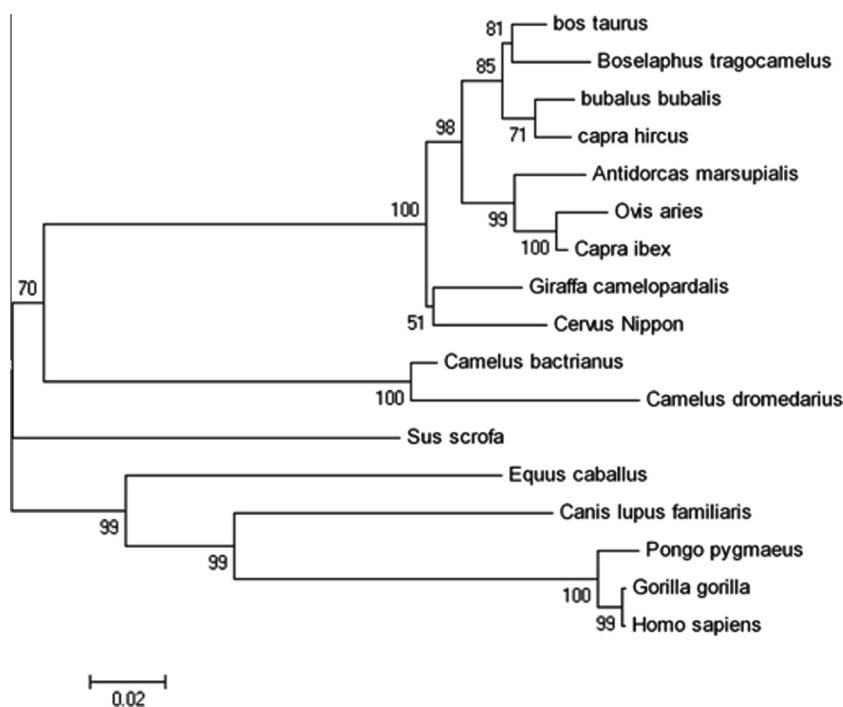 bos taurus
81
Boselaphus tragocamelus
85
bubalus bubalis
98
71
capra hircus
Antidorcas marsupialis
100
Ovis aries
99
100
Capra ibex
70
Giraffa camelopardalis
51
Cervus Nippon
Camelus bactrianus
100
Camelus dromedarius
Sus scrofa
Equus caballus
99
Canis lupus familiaris
99
Pongo pygmaeus
100
Gorilla gorilla
99
Homo sapiens
0.02